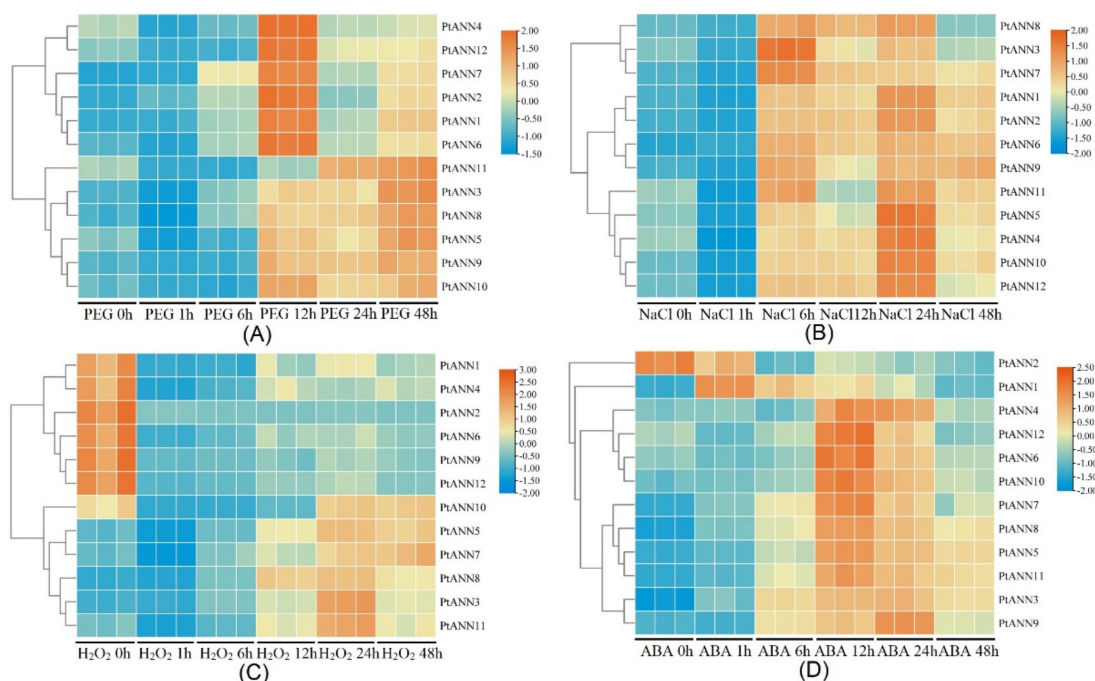 PtANN4
PtANN12
PtANN7
PtANN2
PtANN1
PtANN6
PtANN11
PtANN3
PtANN8
PtANN5
PtANN9
PtANN10
2.00
1.50
1.00
0.50
0.00
-0.50
-1.00
-1.50
PEG 0h PEG 1h PEG 6h PEG 12h PEG 24h PEG 48h
(A)
PtANN8
PtANN3
PtANN7
PtANN1
PtANN2
PtANN6
PtANN9
PtANN11
PtANN5
PtANN4
PtANN10
PtANN12
2.00
1.50
1.00
0.50
0.00
-0.50
-1.00
-1.50
-2.00
NaCl 0h NaCl 1h NaCl 6h NaCl12h NaCl 24h NaCl 48h
(B)
PtANN1
PtANN4
PtANN2
PtANN6
PtANN9
PtANN12
PtANN10
PtANN5
PtANN7
PtANN8
PtANN3
PtANN11
3.00
2.50
2.00
1.50
1.00
0.50
0.00
-0.50
-1.00
-1.50
-2.00
H₂O₂ 0h H₂O₂ 1h H₂O₂ 6h H₂O₂ 12h H₂O₂ 24h H₂O₂ 48h
(C)
PtANN2
PtANN1
PtANN4
PtANN12
PtANN6
PtANN10
PtANN7
PtANN8
PtANN5
PtANN11
PtANN3
PtANN9
2.50
2.00
1.50
1.00
0.50
0.00
-0.50
-1.00
-1.50
-2.00
ABA 0h ABA 1h ABA 6h ABA 12h ABA 24h ABA 48h
(D)